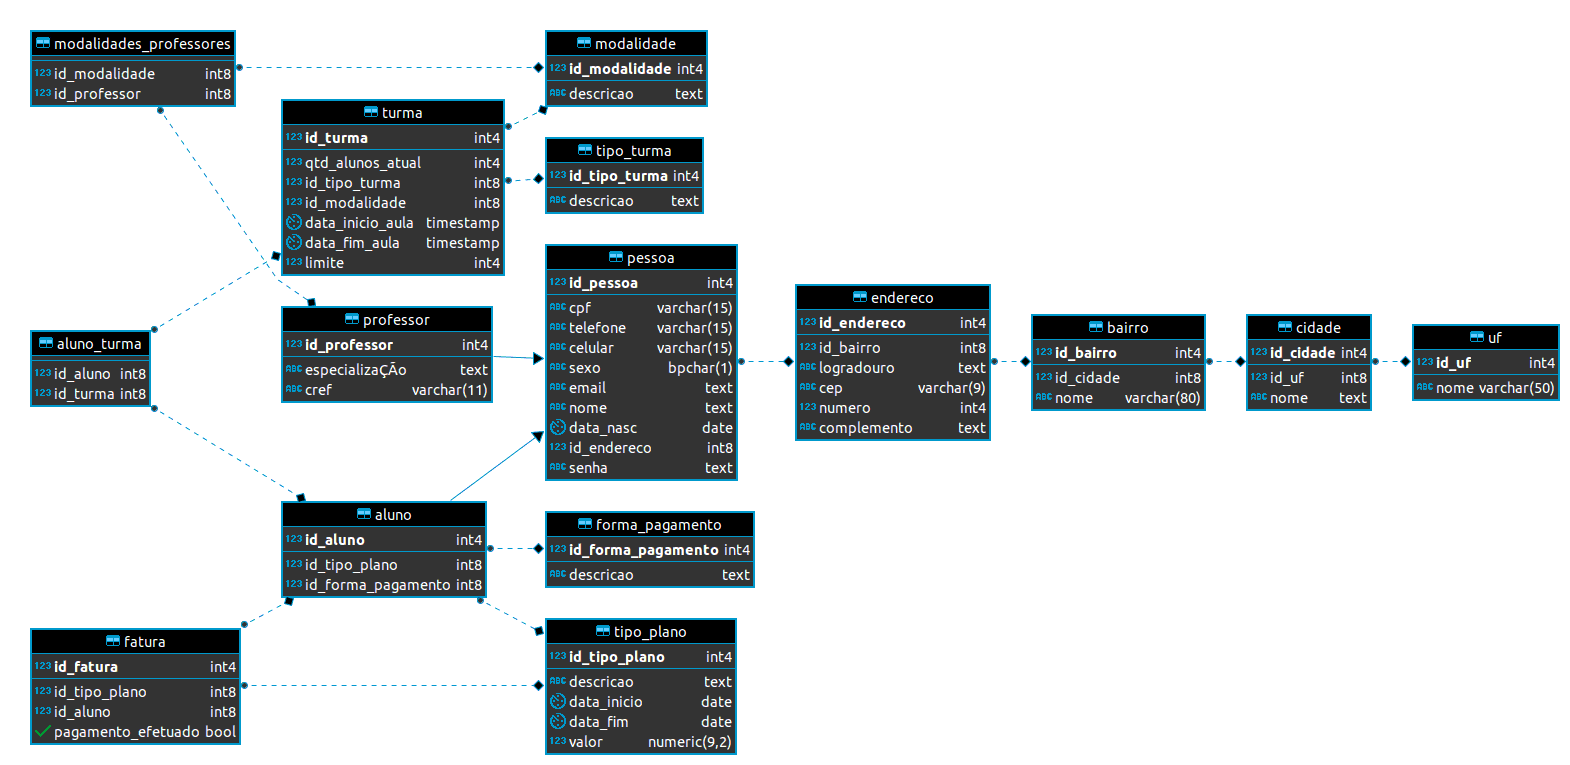 modalidades_professores
123 id_modalidade int8
123 id_professor int8
modalidade
123 id_modalidade int4
ABC descricao text
turma
123 id_turma int4
123 qtd_alunos_atual int4
123 id_tipo_turma int8
123 id_modalidade int8
data_inicio_aula timestamp
data_fim_aula timestamp
123 limite int4
tipo_turma
123 id_tipo_turma int4
ABC descricao text
pessoa
123 id_pessoa int4
ABC cpf varchar(15)
ABC telefone varchar(15)
ABC celular varchar(15)
ABC sexo bpchar(1)
ABC email text
ABC nome text
data_nasc date
123 id_endereco int8
ABC senha text
endereco
123 id_endereco int4
123 id_bairro int8
ABC logradouro text
ABC cep varchar(9)
123 numero int4
ABC complemento text
bairro
123 id_bairro int4
123 id_cidade int8
ABC nome varchar(80)
cidade
123 id_cidade int4
123 id_uf int8
ABC nome text
uf
123 id_uf int4
ABC nome varchar(50)
professor
123 id_professor int4
ABC especializaÇÃo text
ABC cref varchar(11)
aluno_turma
123 id_aluno int8
123 id_turma int8
aluno
123 id_aluno int4
123 id_tipo_plano int8
123 id_forma_pagamento int8
forma_pagamento
123 id_forma_pagamento int4
ABC descricao text
fatura
123 id_fatura int4
123 id_tipo_plano int8
123 id_aluno int8
pagamento_efetuado bool
tipo_plano
123 id_tipo_plano int4
ABC descricao text
data_inicio date
data_fim date
123 valor numeric(9,2)